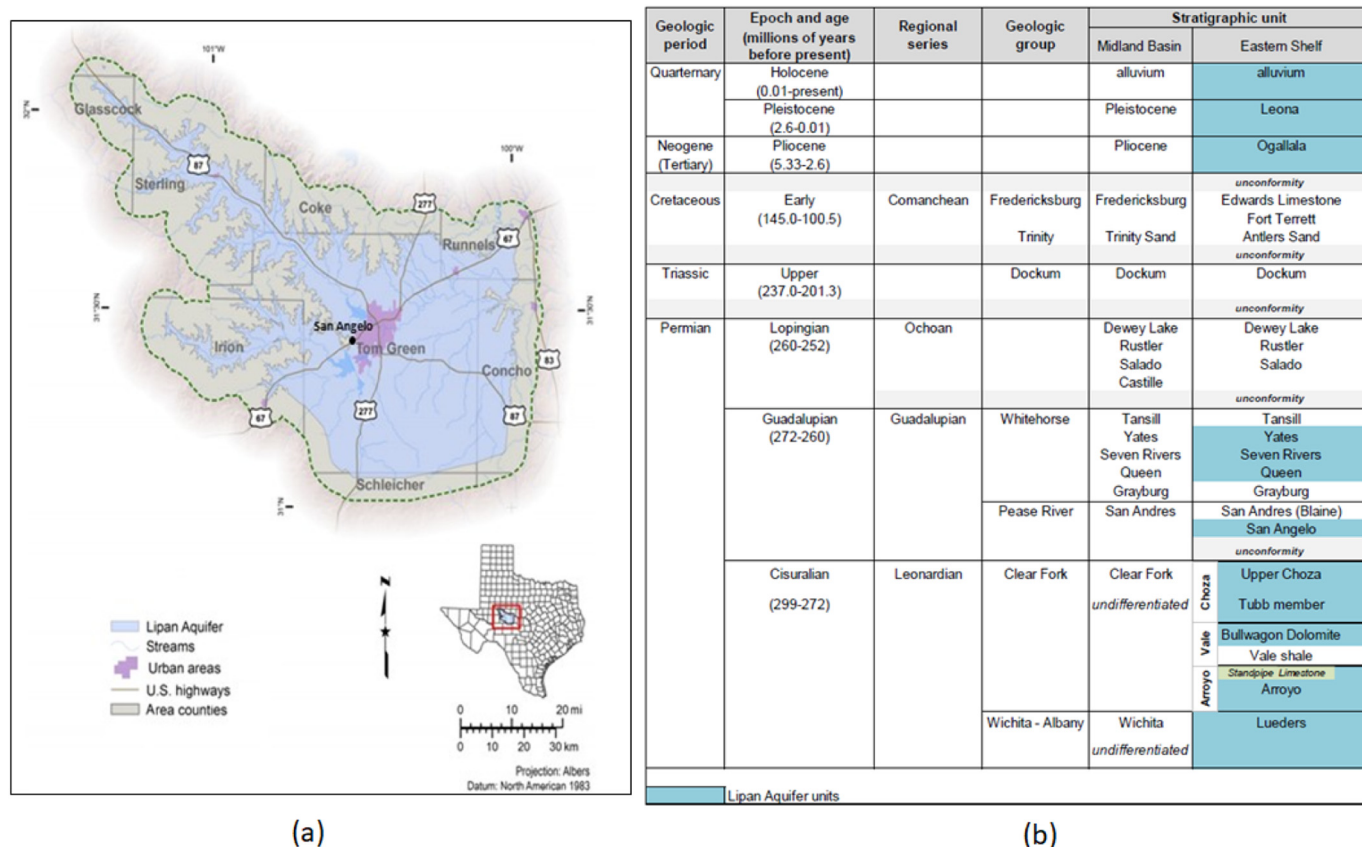 101°W
32°N
Glasscock
100°W
87
Sterling
Coke
277
Runnels
67
31°30'N
31°30'N
San Angelo
Irion
Tom Green
83
Concho
67
277
87
Schleicher
31°N
N
Lipan Aquifer
Streams
Urban areas
U.S. highways
Area counties
0 10 20 mi
0 10 20 30 km
Projection: Albers
Datum: North American 1983
(a)
Geologic period Epoch and age (millions of years before present) Regional series Geologic group Stratigraphic unit
Midland Basin Eastern Shelf
Quarternary Holocene alluvium alluvium
(0.01-present)
Pleistocene Pleistocene Leona
(2.6-0.01)
Neogene Pliocene Pliocene Ogallala
(Tertiary) (5.33-2.6)
unconformity
Cretaceous Early Comanchean Fredericksburg Fredericksburg Edwards Limestone
(145.0-100.5) Fort Terrett
Trinity Trinity Sand Antlers Sand
unconformity
Triassic Upper Dockum Dockum Dockum
(237.0-201.3)
unconformity
Permian Lopingian Ochoan Dewey Lake Dewey Lake
(260-252) Rustler Rustler
Salado Salado
Castille
unconformity
Guadalupian Guadalupian Whitehorse Tansill Tansill
(272-260) Yates Yates
Seven Rivers Seven Rivers
Queen Queen
Grayburg Grayburg
Pease River San Andres San Andres (Blaine)
San Angelo
unconformity
Cisuralian Leonardian Clear Fork Clear Fork Choza Upper Choza
(299-272) undifferentiated Tubb member
Vale Bullwagon Dolomite
Vale shale
Arroyo Standpipe Limestone
Arroyo
Wichita - Albany Wichita Lueders
undifferentiated
Lipan Aquifer units
(b)